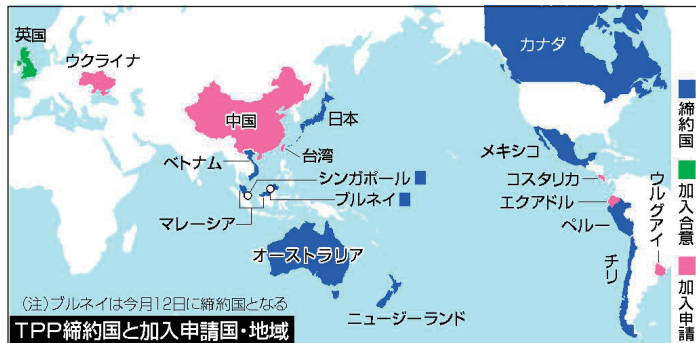 英国
ウクライナ
中国
日本
台湾
ベトナム
シンガポール
ブルネイ
マレーシア
オーストラリア
ニュージーランド
カナダ
メキシコ
コスタリカ
エクアドル
ペルー
チリ
ウルグアイ
締約国
加入合意
加入申請
(注)ブルネイは今月12日に締約国となる
TPP締約国と加入申請国・地域